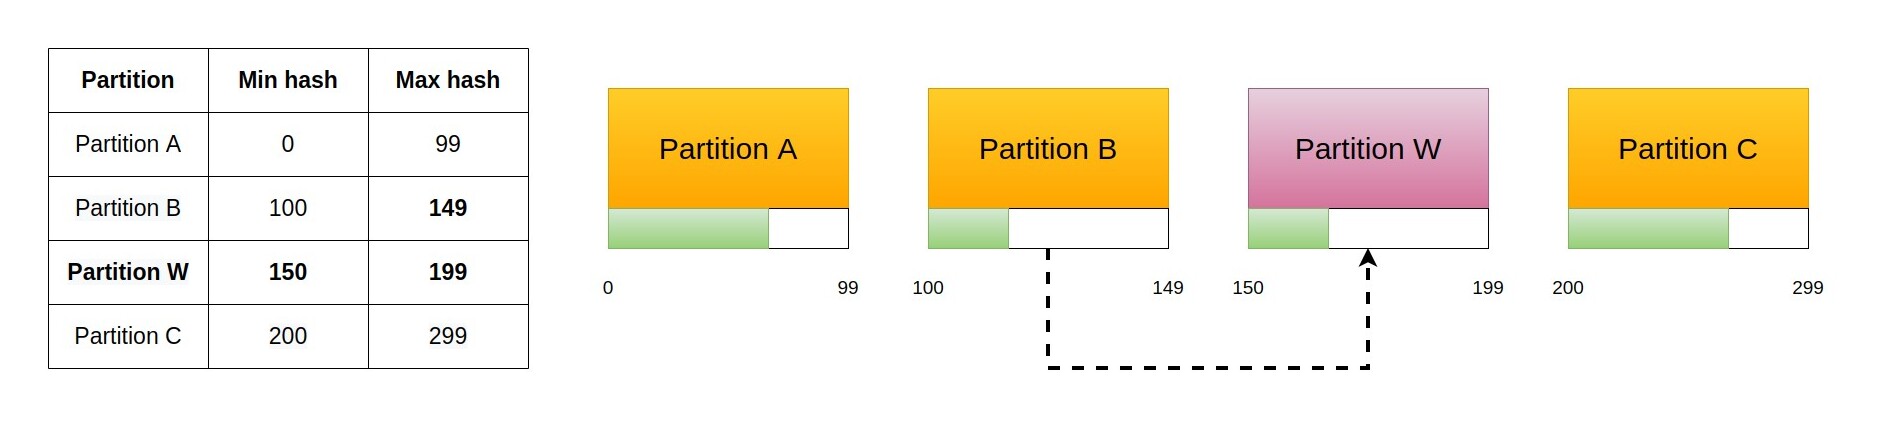 Partition Min hash Max hash
Partition A 0 99
Partition B 100 149
Partition W 150 199
Partition C 200 299
Partition A Partition B Partition W Partition C
0 99 100 149 150 199 200 299